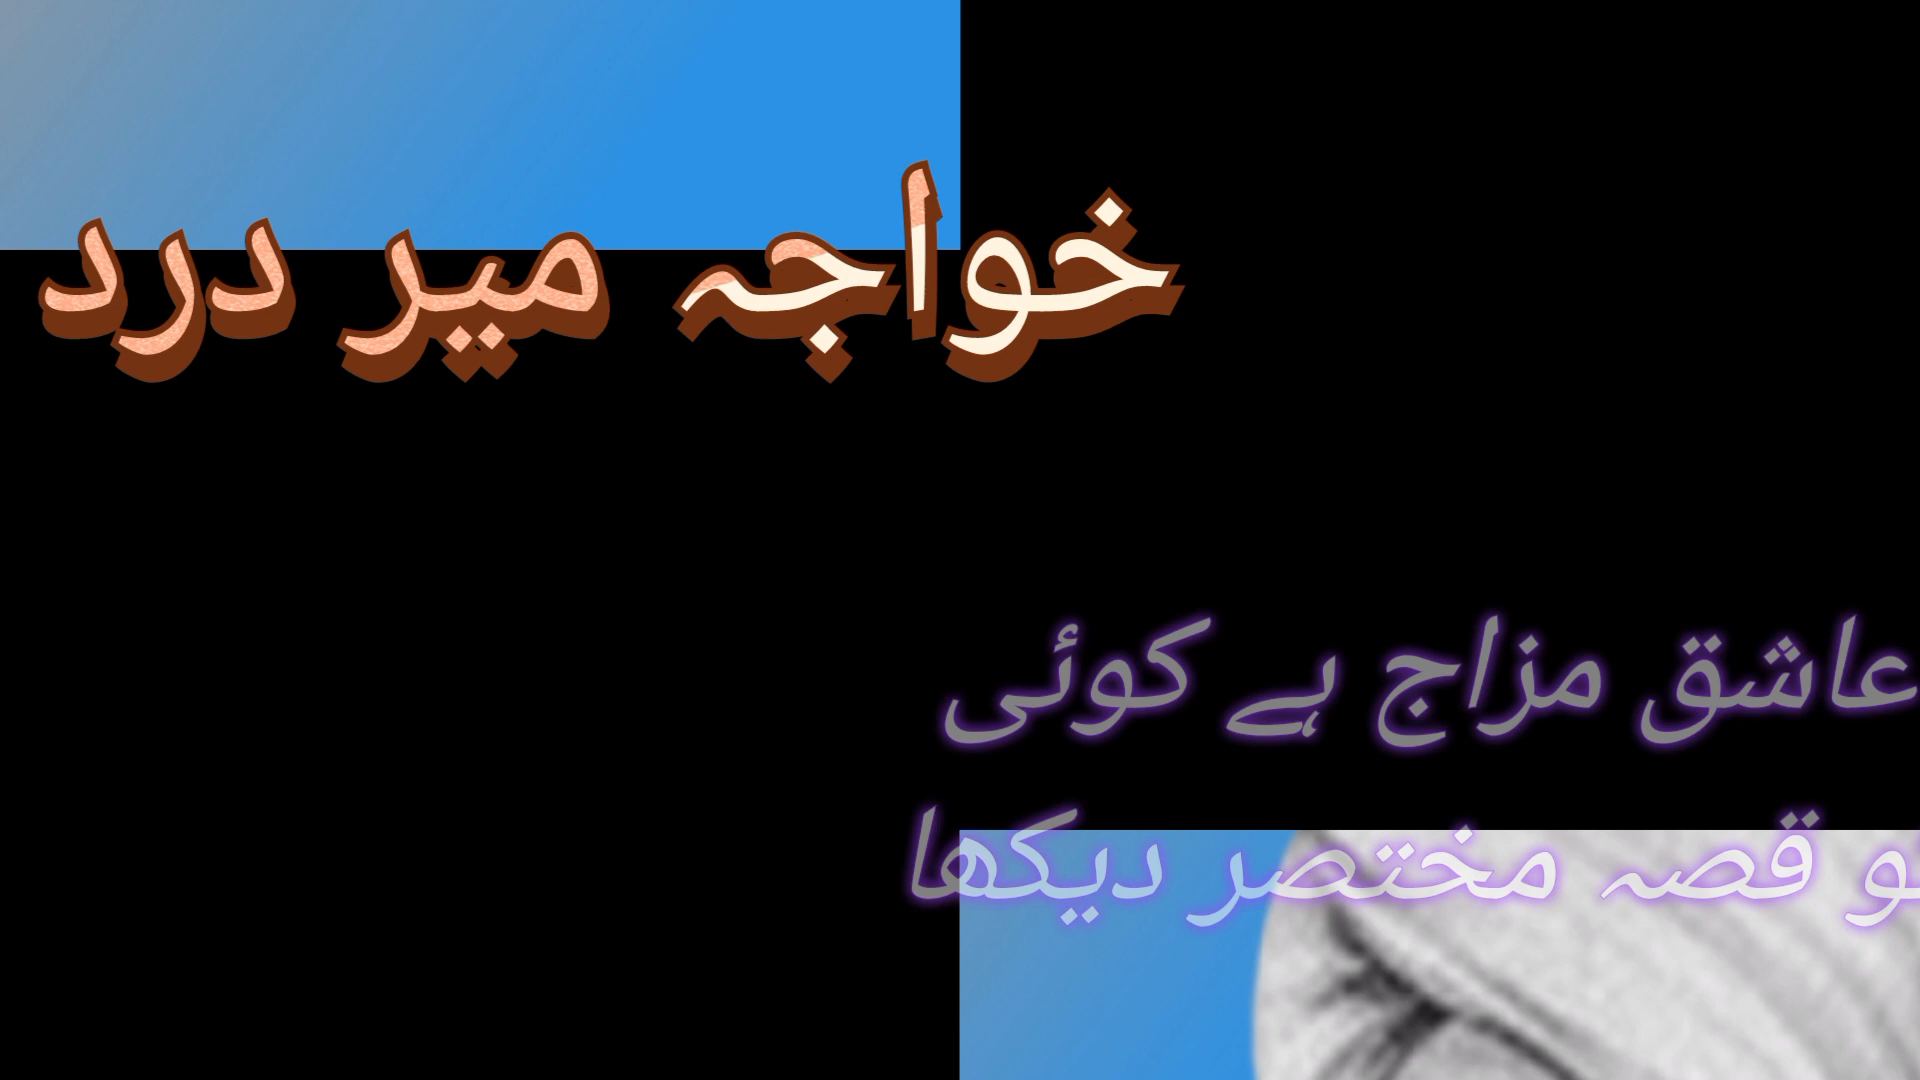 خواجہ میر درد
عاشق مزاج ہے کوئی
قصہ مختصر دیکھا